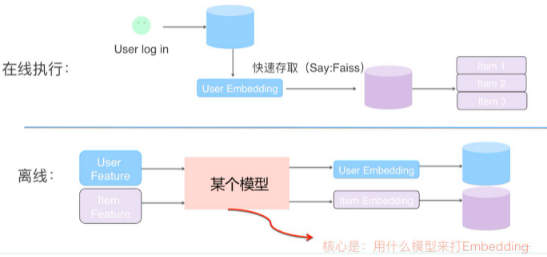 User log in
在线执行：
快速存取（Say:Faiss）
User Embedding
Item 1
Item 2
Item 3
离线：
User
Feature
Item
Feature
某个模型
User Embedding
Item Embedding
核心是：用什么模型来打Embedding